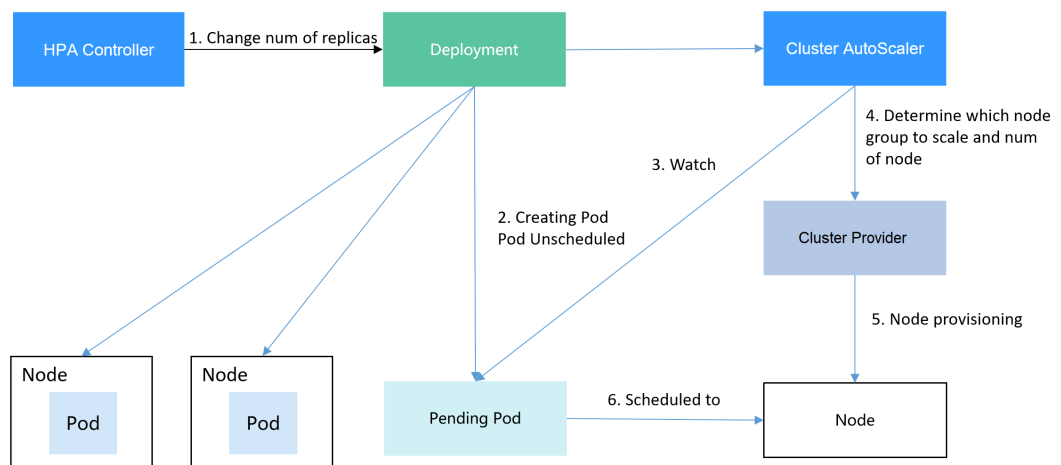 HPA Controller
1. Change num of replicas
Deployment
Cluster AutoScaler
4. Determine which node
group to scale and num
of node
3. Watch
2. Creating Pod
Pod Unscheduled
Cluster Provider
5. Node provisioning
Node
Pod
Node
Pod
Pending Pod
6. Scheduled to
Node